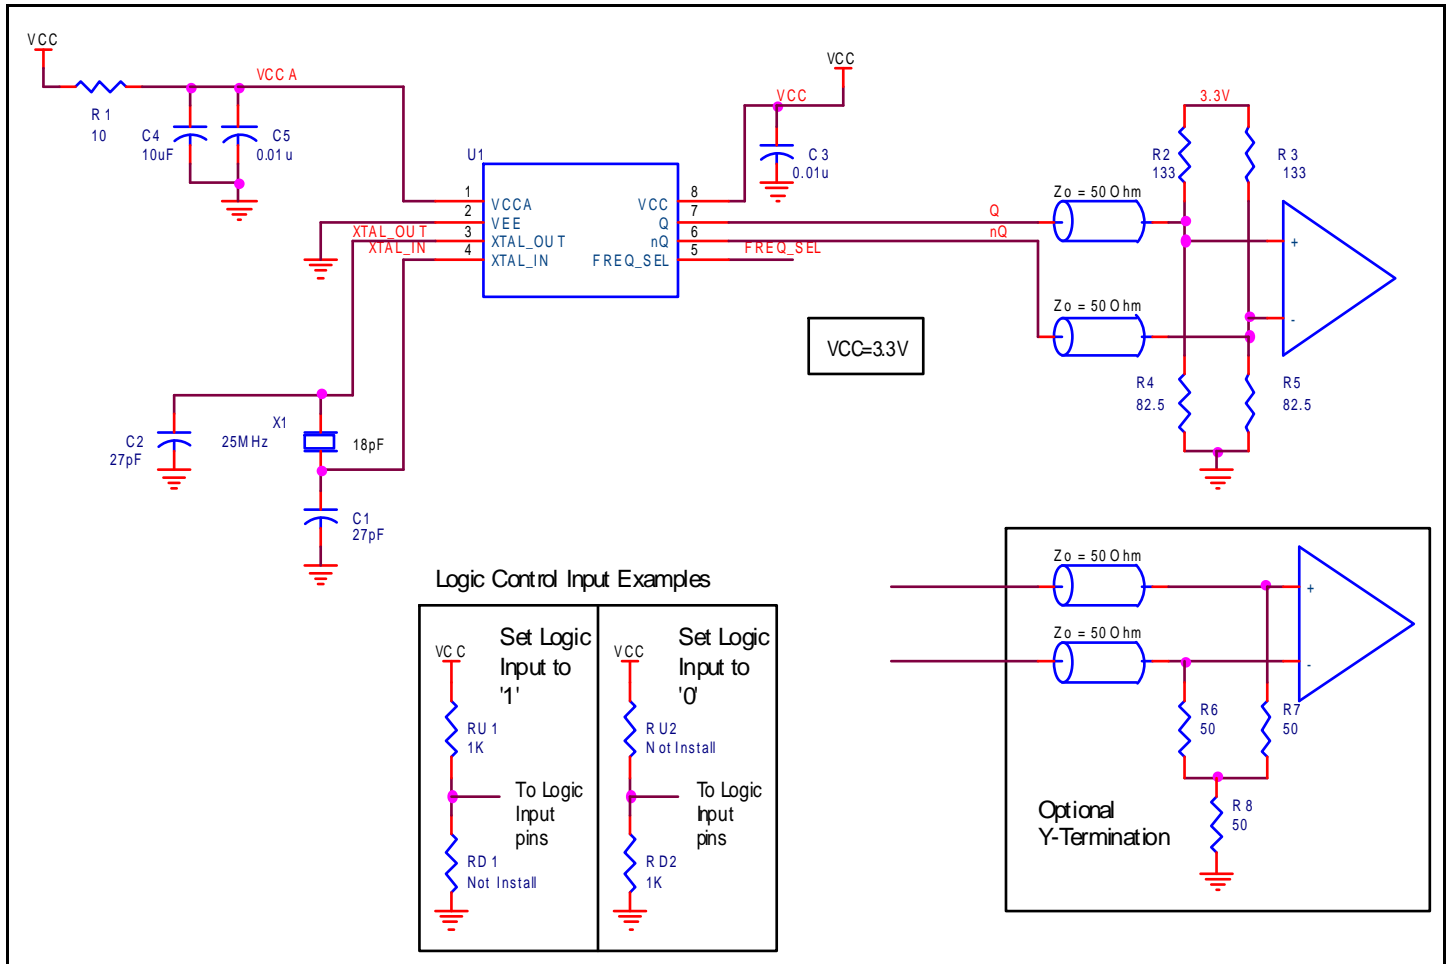 VCC
R1
10
VCCA
C4
10uF
C5
0.01u
VCC
VCC
C3
0.01u
U1
1
2
3
4
VCCA
VEE
XTAL_OUT
XTAL_IN
VCC
Q
nQ
FREQ_SEL
8
7
6
5
XTAL_OUT
XTAL_IN
Q
nQ
FREQ_SEL
3.3V
R2
133
R3
133
Zo = 50 Ohm
+
Zo = 50 Ohm
-
R4
82.5
R5
82.5
VCC=3.3V
C2
27pF
X1
25MHz
18pF
C1
27pF
Logic Control Input Examples
Set Logic
Input to
'1'
VCC
RU1
1K
To Logic
Input
pins
RD1
Not Install
Set Logic
Input to
'0'
VCC
RU2
Not Install
To Logic
Input
pins
RD2
1K
Zo = 50 Ohm
+
Zo = 50 Ohm
-
R6
50
R7
50
R8
50
Optional
Y-Termination